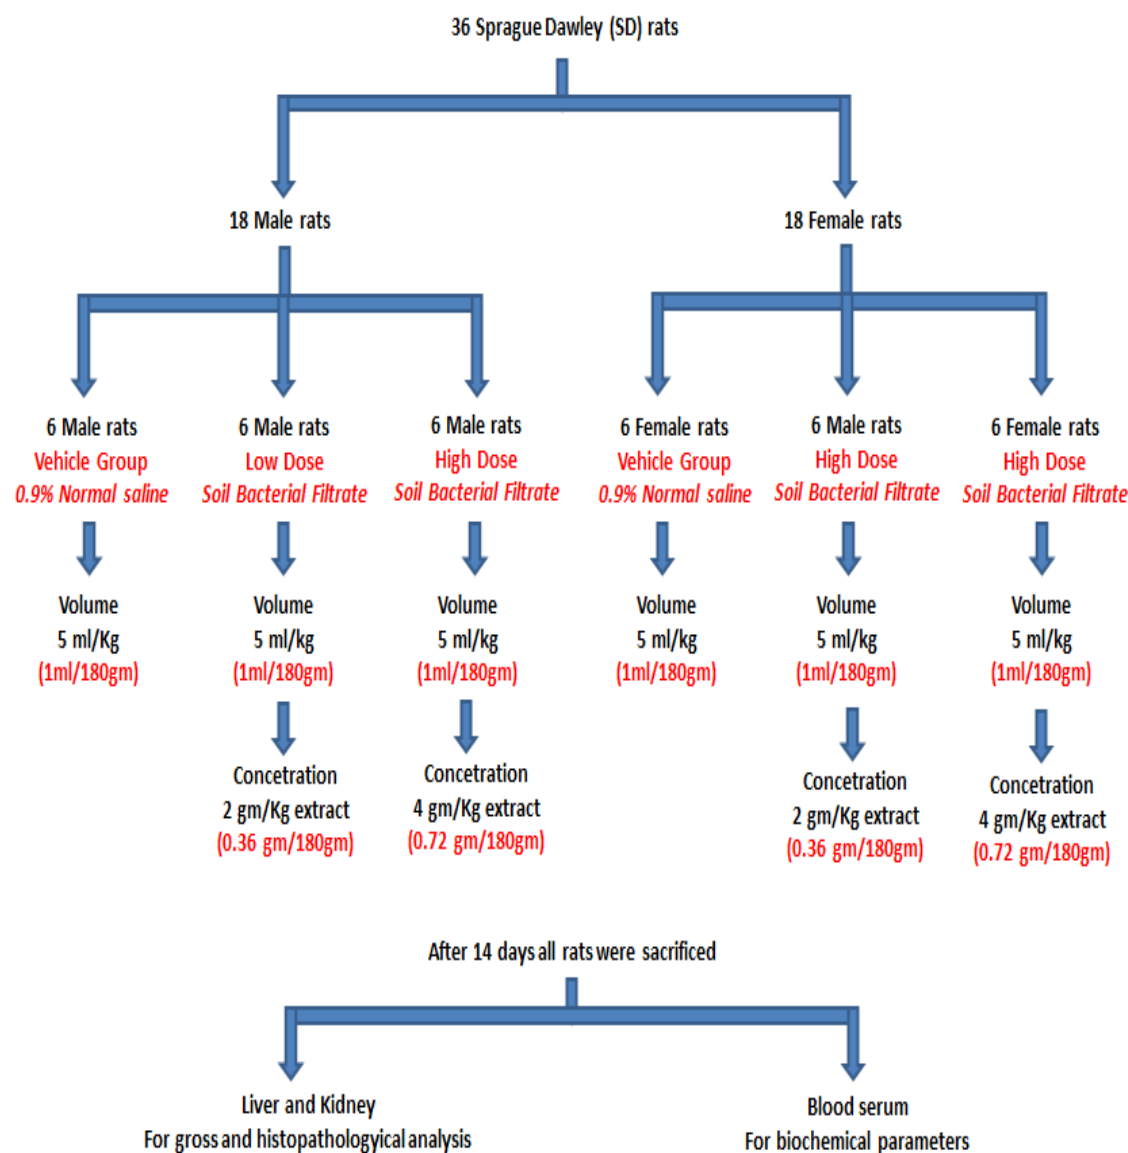 36 Sprague Dawley (SD) rats
18 Male rats
18 Female rats
6 Male rats
Vehicle Group
0.9% Normal saline
6 Male rats
Low Dose
Soil Bacterial Filtrate
6 Male rats
High Dose
Soil Bacterial Filtrate
6 Female rats
Vehicle Group
0.9% Normal saline
6 Male rats
High Dose
Soil Bacterial Filtrate
6 Female rats
High Dose
Soil Bacterial Filtrate
Volume
5 ml/Kg
(1ml/180gm)
Volume
5 ml/kg
(1ml/180gm)
Volume
5 ml/kg
(1ml/180gm)
Volume
5 ml/kg
(1ml/180gm)
Volume
5 ml/kg
(1ml/180gm)
Volume
5 ml/kg
(1ml/180gm)
Concetration
2 gm/Kg extract
(0.36 gm/180gm)
Concetration
4 gm/Kg extract
(0.72 gm/180gm)
Concetration
2 gm/Kg extract
(0.36 gm/180gm)
Concetration
4 gm/Kg extract
(0.72 gm/180gm)
After 14 days all rats were sacrificed
Liver and Kidney
For gross and histopathologyical analysis
Blood serum
For biochemical parameters